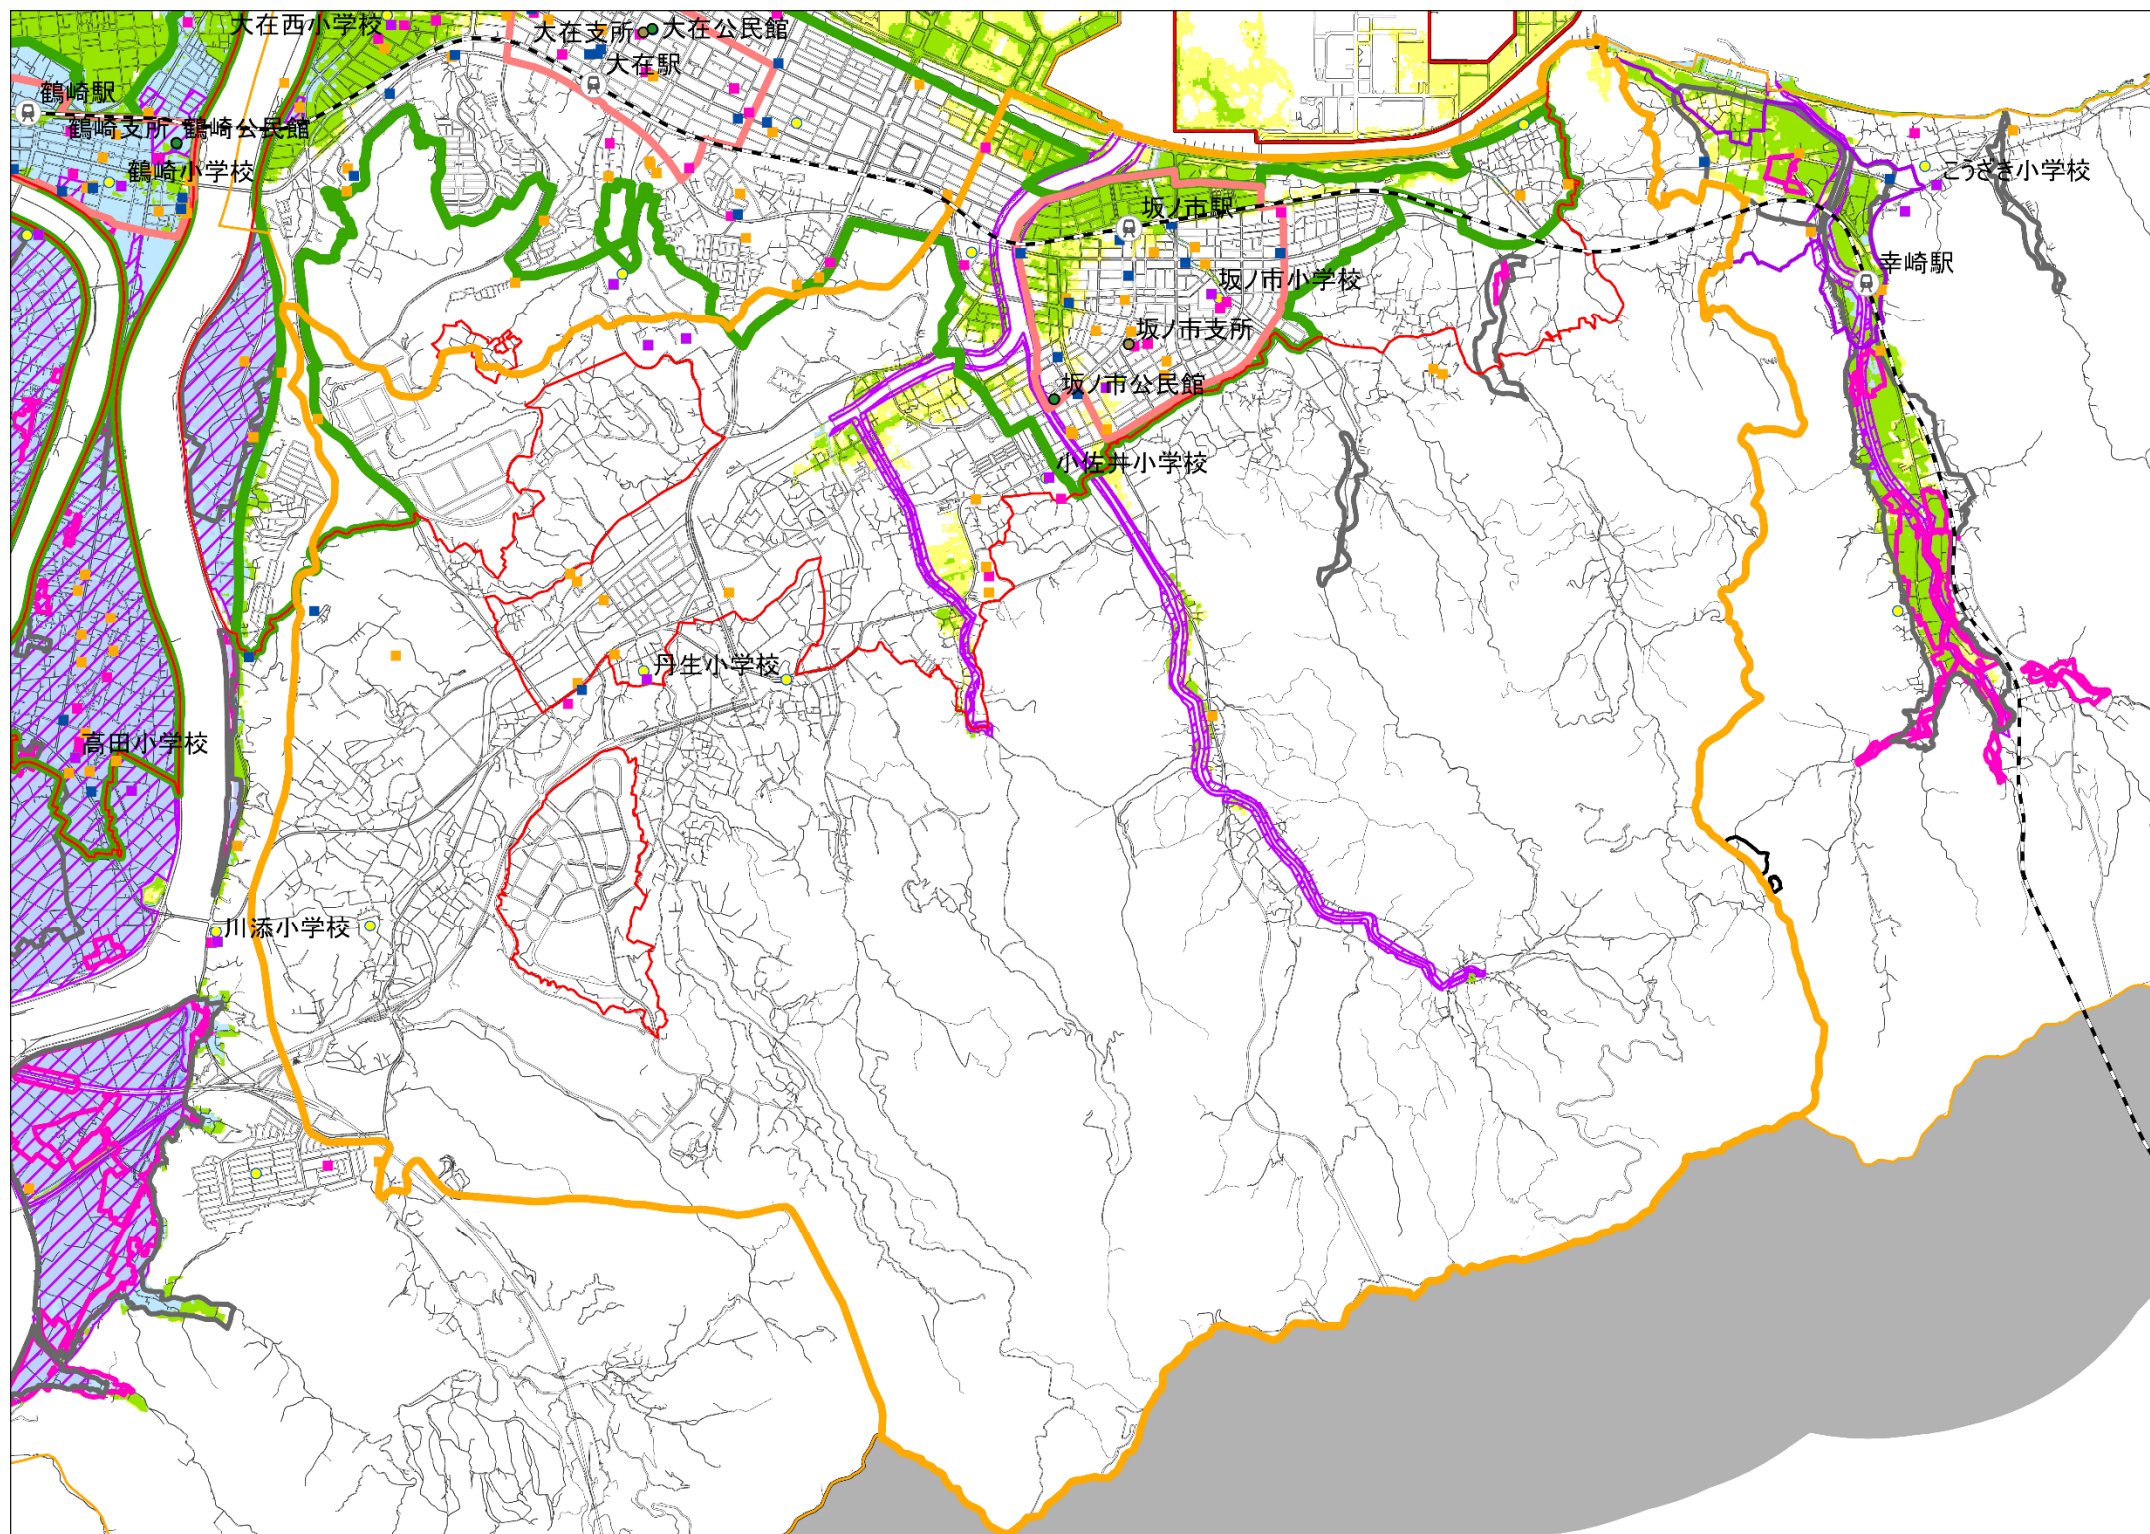 大在西小学校
大在支所
大在公民館
大在駅
鶴崎駅
鶴崎支所
鶴崎公民館
鶴崎小学校
こうざき小学校
坂ノ市駅
幸崎駅
坂ノ市小学校
坂ノ市支所
坂ノ市公民館
小佐井小学校
丹生小学校
高田小学校
川添小学校